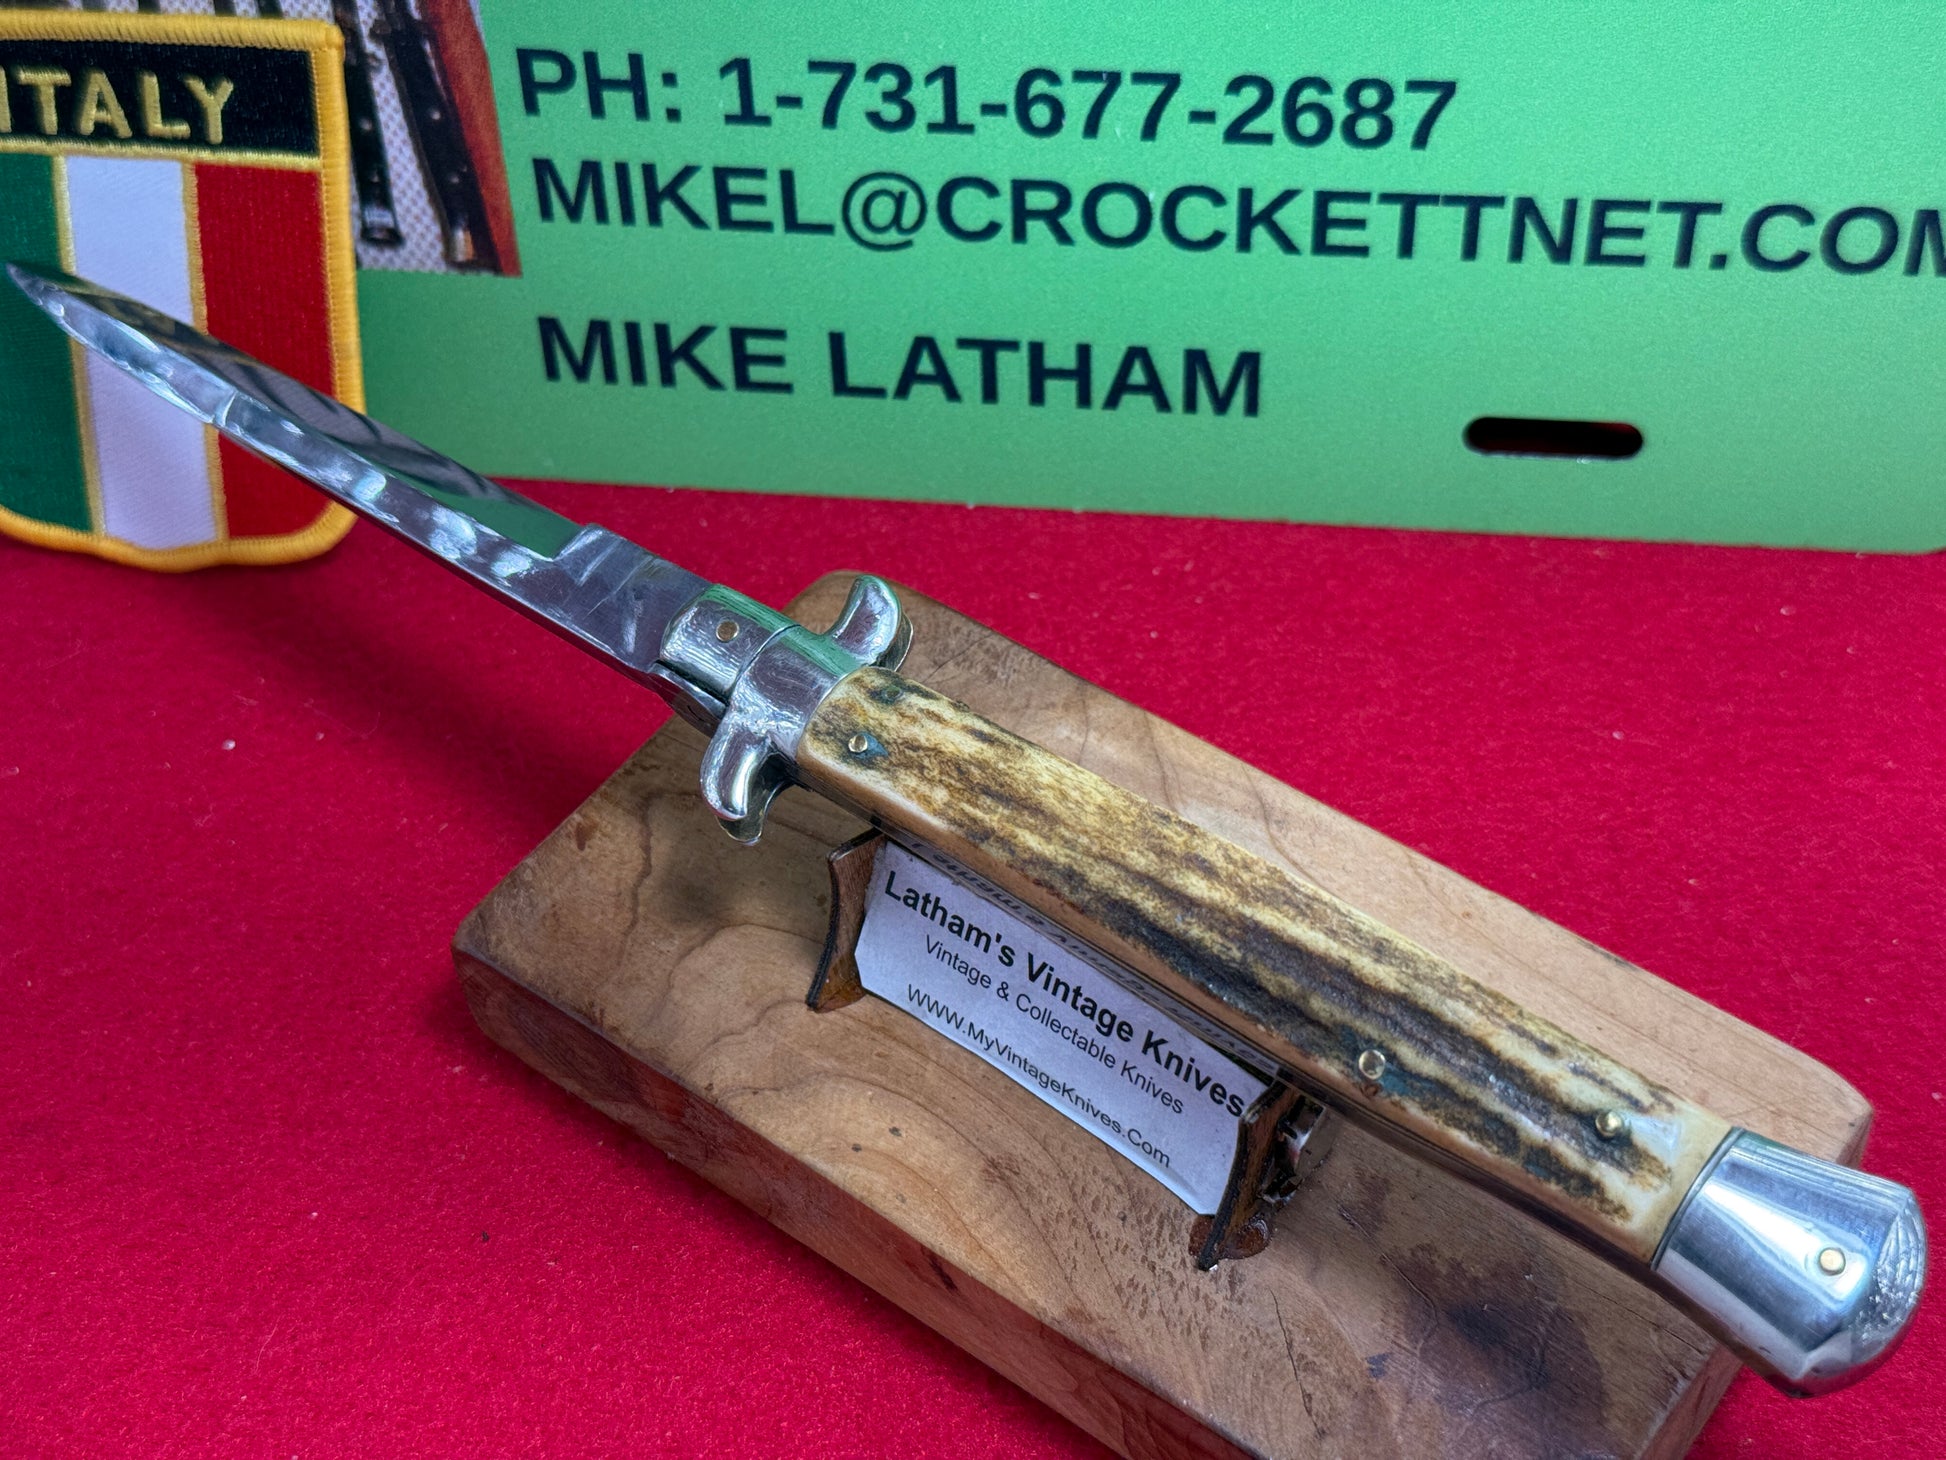 ITALY
PH: 1-731-677-2687
MIKEL@CROCKETTNET.COM
MIKE LATHAM
Latham's Vintage Knives
Vintage & Collectable Knives
WWW.MyVintageKnives.Com